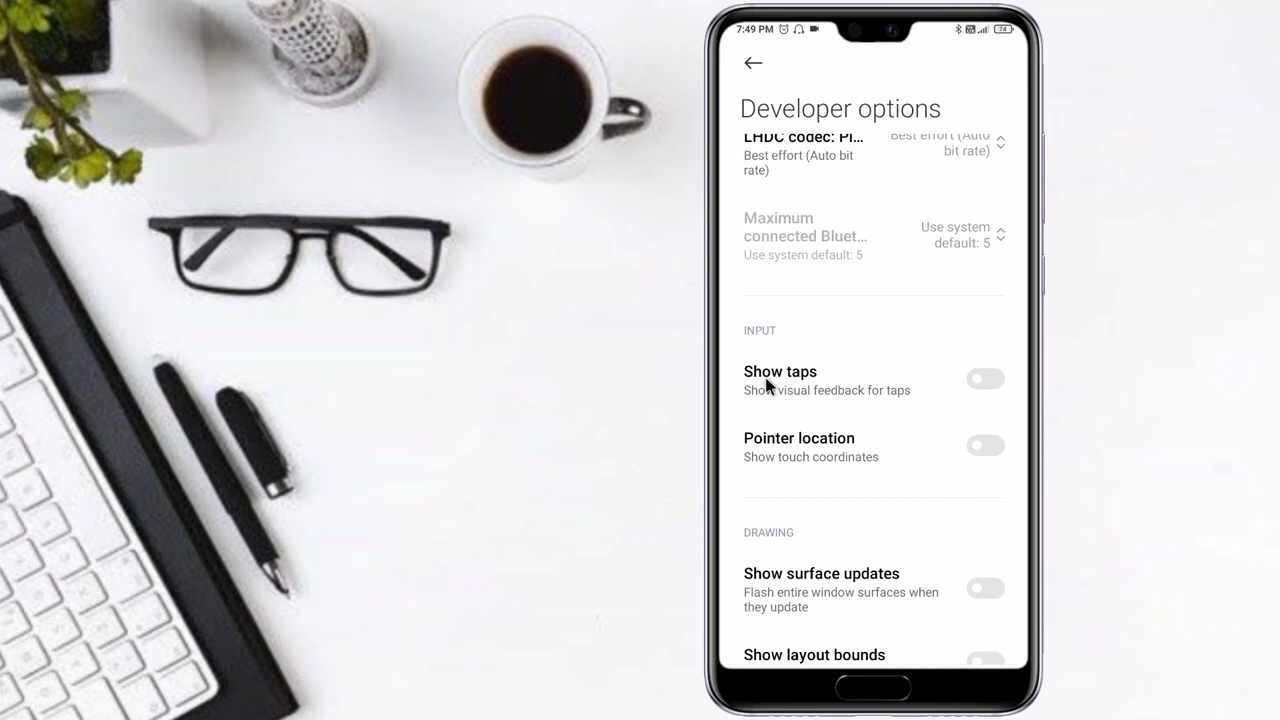 7:49 PM
74
Developer options
LHDC codec: Pl...
Best effort (Auto bit rate)
Best effort (Auto
bit rate)
Maximum
connected Bluet...
Use system default: 5
Use system
default: 5
INPUT
Show taps
Show visual feedback for taps
Pointer location
Show touch coordinates
DRAWING
Show surface updates
Flash entire window surfaces when
they update
Show layout bounds